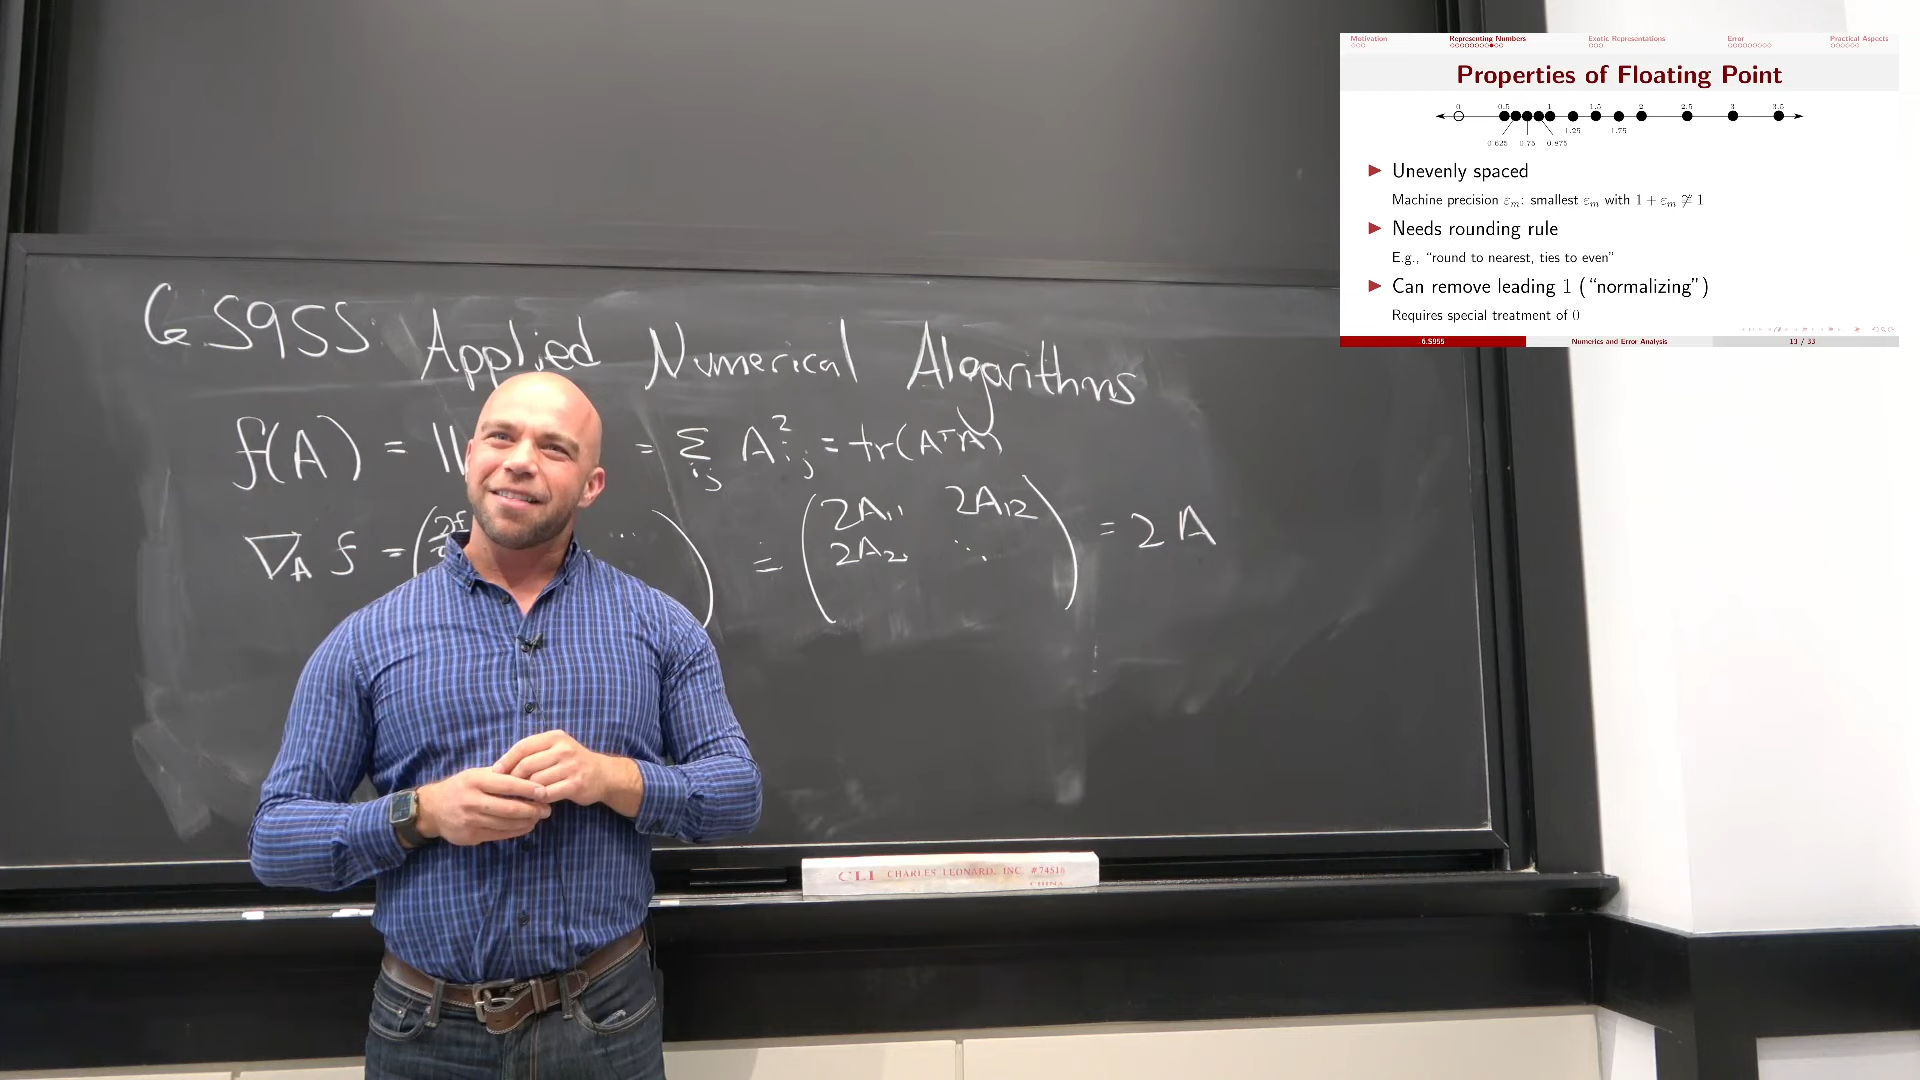 Motivation Representing Numbers Exotic Representations Error Practical Aspects
Properties of Floating Point
0 0.5 1 1.5 2 2.5 3 3.5
1.25 1.75
0.625 0.75 0.875
Unevenly spaced
Machine precision εₘ: smallest εₘ with 1 + εₘ ≇ 1
Needs rounding rule
E.g., “round to nearest, ties to even”
Can remove leading 1 (“normalizing”)
Requires special treatment of 0
6.S955 Numerics and Error Analysis 13 / 33
6.S955: Applied Numerical Algorithms
f(A) = || = Σᵢⱼ A²ᵢⱼ = tr(AᵀA)
∇_A f = ( ∂f ... ) = ( 2A₁₁ 2A₁₂
2A₂₁ ⋱ ) = 2A
CLI CHARLES LEONARD, INC. #74518
CHINA